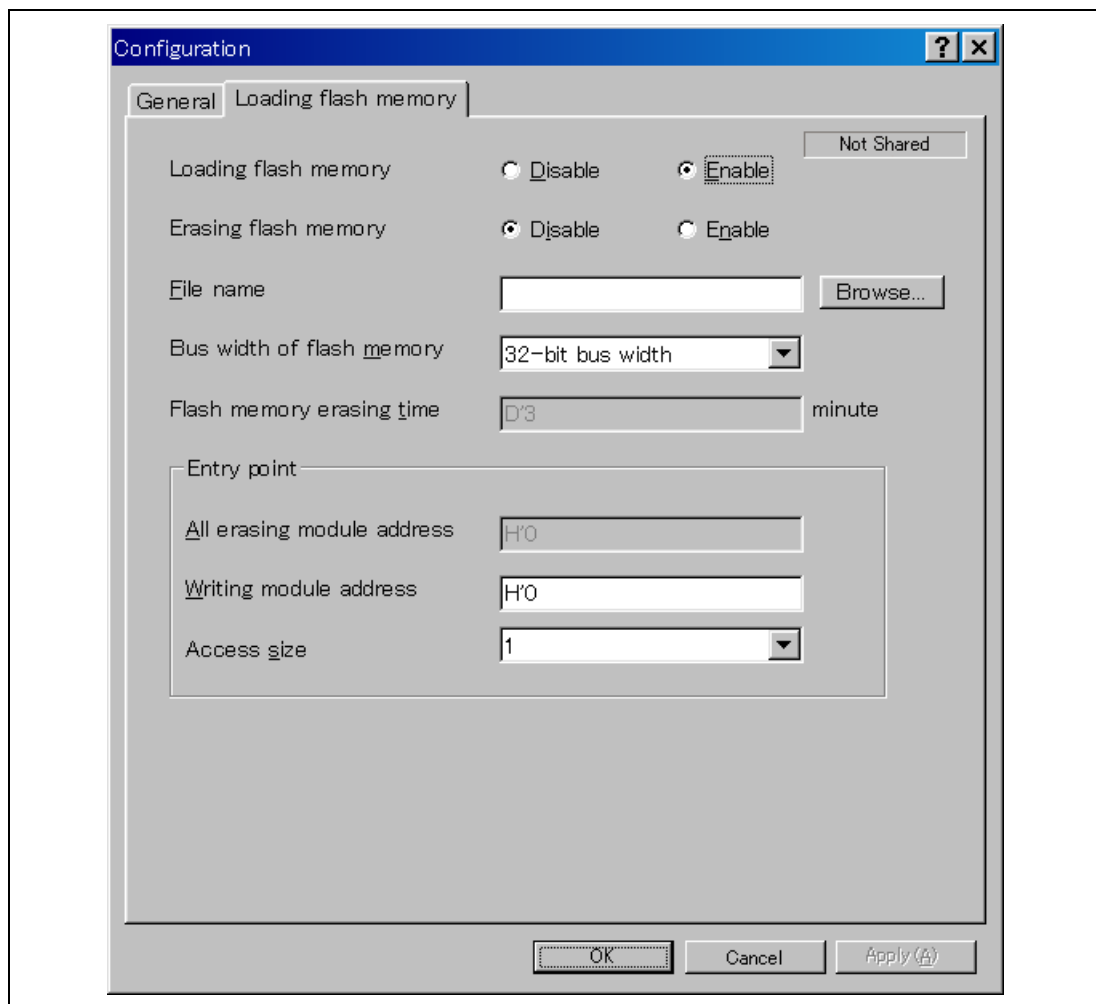 Configuration
General Loading flash memory
Not Shared
Loading flash memory Disable Enable
Erasing flash memory Disable Enable
File name Browse...
Bus width of flash memory 32-bit bus width
Flash memory erasing time D'3 minute
Entry point
All erasing module address H'0
Writing module address H'0
Access size 1
OK Cancel Apply(A)